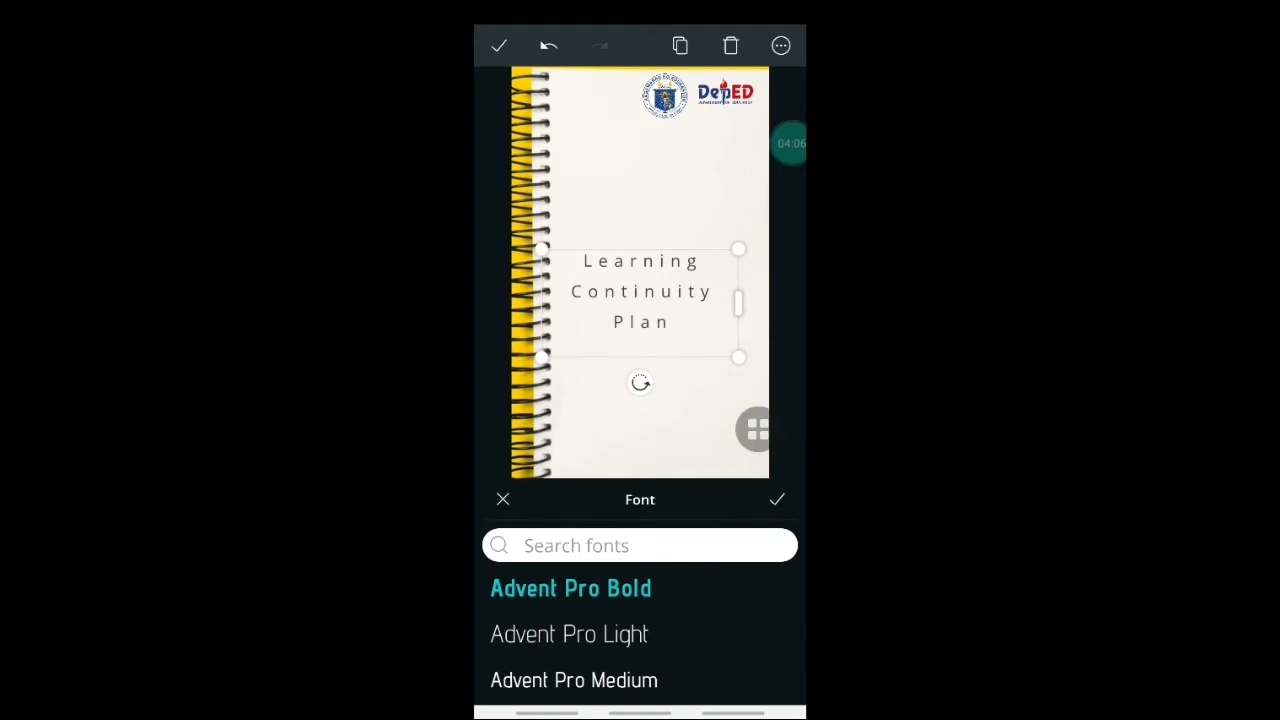 DepED
04:06
Learning
Continuity
Plan
Font
Search fonts
Advent Pro Bold
Advent Pro Light
Advent Pro Medium